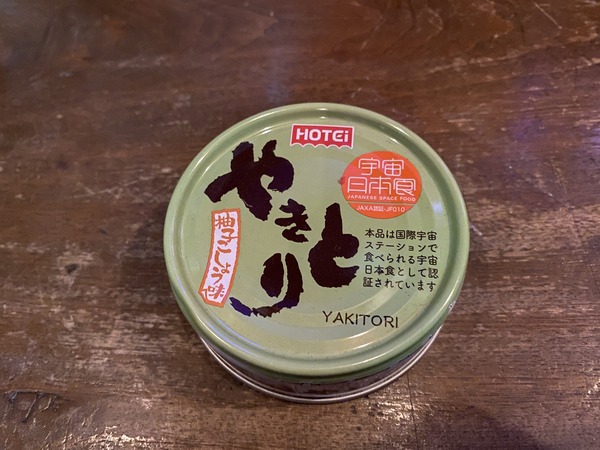 HOTEi
宇宙
日本食
JAPANESE SPACE FOOD
JAXA認証-JF010
やきとり
柚子こしょう味
本品は国際宇宙
ステーションで
食べられる宇宙
日本食として認
証されています
YAKITORI